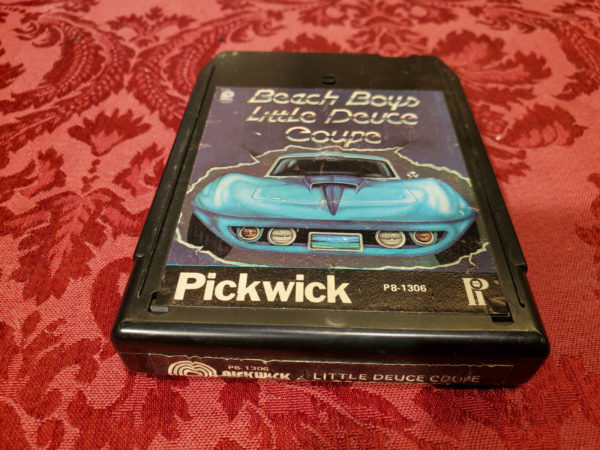 Beach Boys
Little Deuce
Coupe
Pickwick
P8-1306
P8-1306
PICKWICK
LITTLE DEUCE COUPE